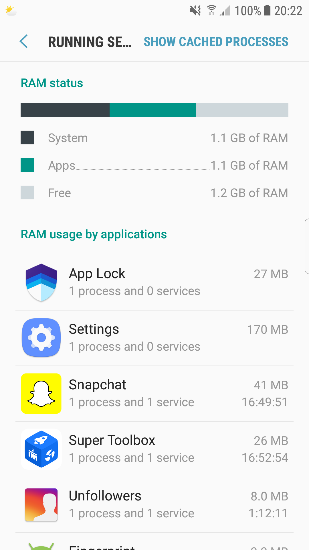 100% 20:22
RUNNING SE... SHOW CACHED PROCESSES
RAM status
System 1.1 GB of RAM
Apps 1.1 GB of RAM
Free 1.2 GB of RAM
RAM usage by applications
App Lock 27 MB
1 process and 0 services
Settings 170 MB
1 process and 0 services
Snapchat 41 MB
1 process and 1 service 16:49:51
Super Toolbox 26 MB
1 process and 1 service 16:52:54
Unfollowers 8.0 MB
1 process and 1 service 1:12:11
Fingerprint